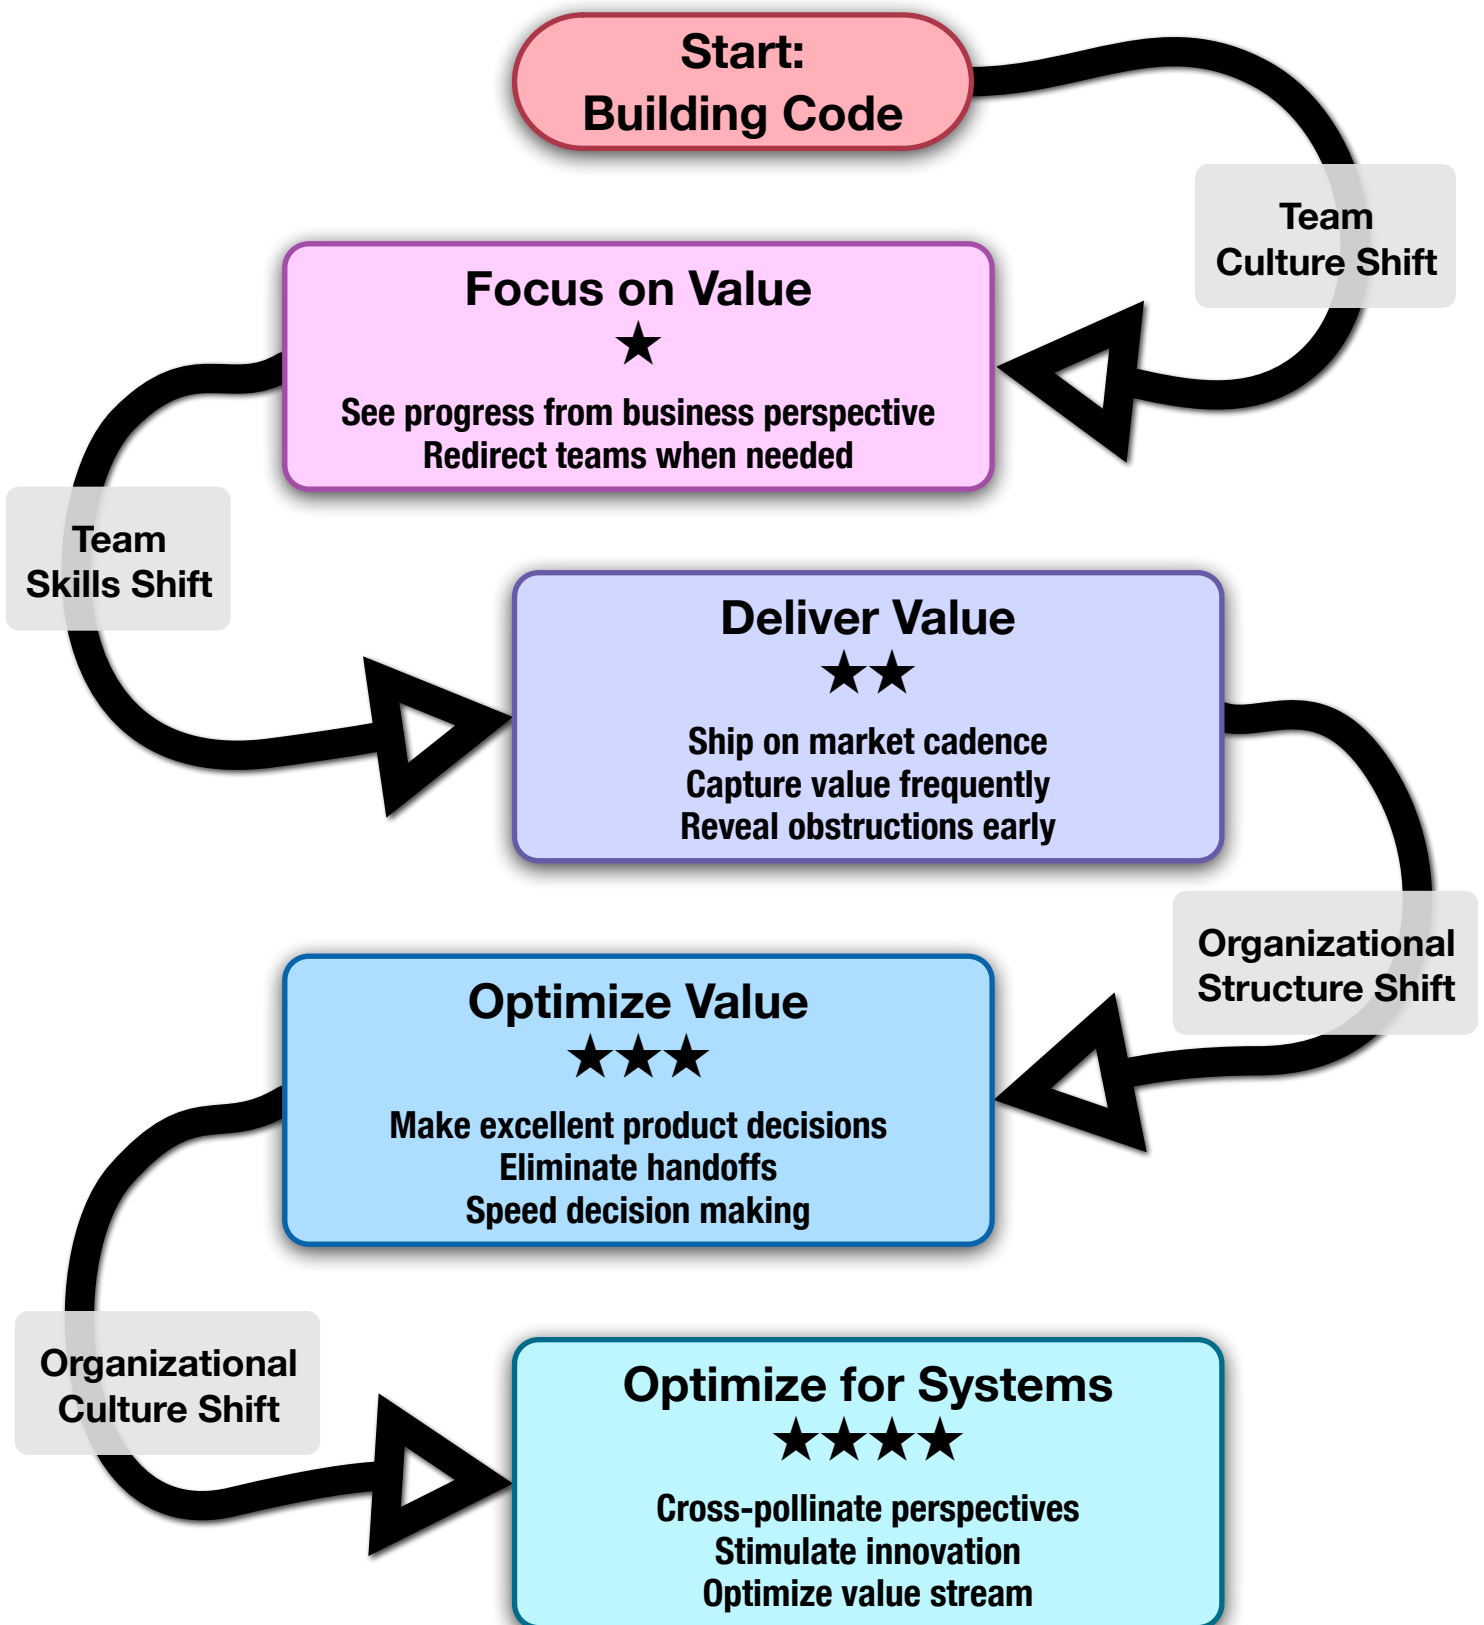 Start:
Building Code
Team
Culture Shift
Focus on Value
★
See progress from business perspective
Redirect teams when needed
Team
Skills Shift
Deliver Value
★★
Ship on market cadence
Capture value frequently
Reveal obstructions early
Organizational
Structure Shift
Optimize Value
★★★
Make excellent product decisions
Eliminate handoffs
Speed decision making
Organizational
Culture Shift
Optimize for Systems
★★★★
Cross-pollinate perspectives
Stimulate innovation
Optimize value stream